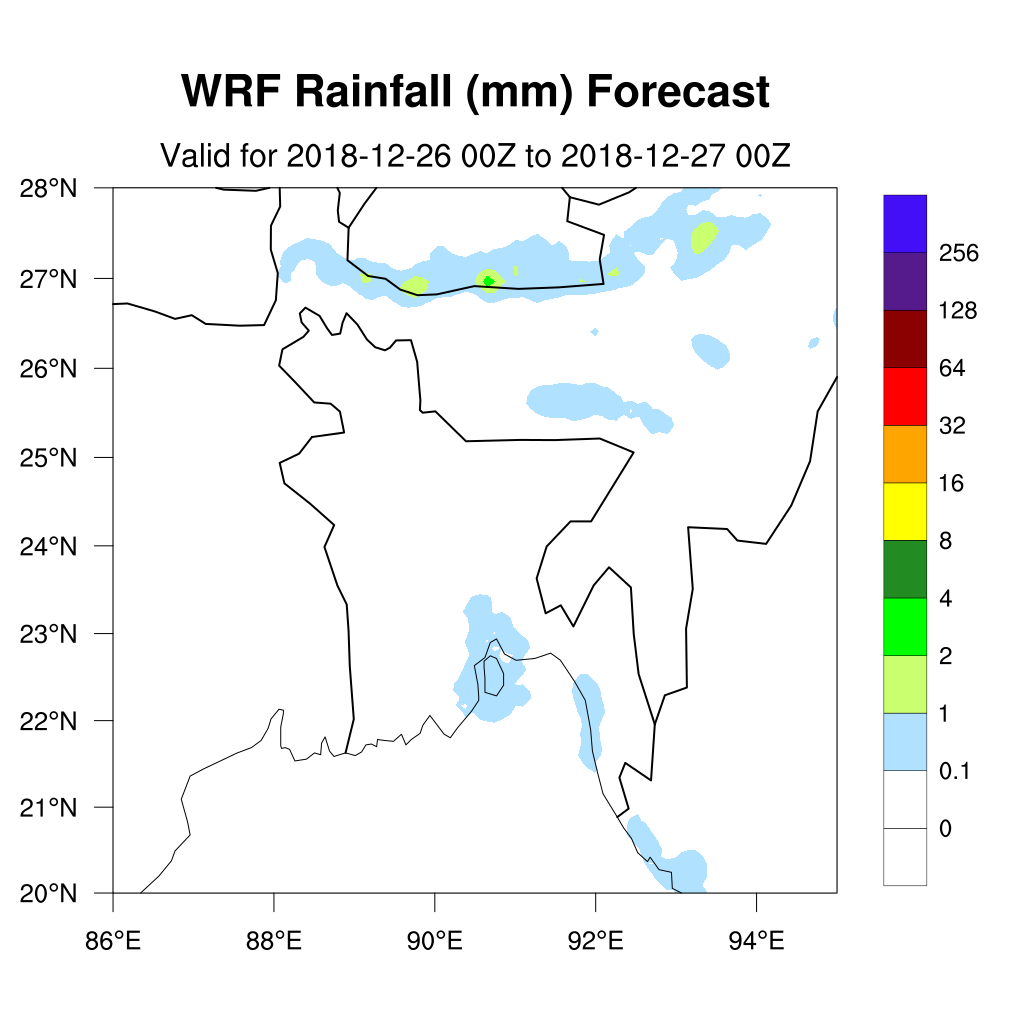 WRF Rainfall (mm) Forecast
Valid for 2018-12-26 00Z to 2018-12-27 00Z
28°N
27°N
26°N
25°N
24°N
23°N
22°N
21°N
20°N
86°E
88°E
90°E
92°E
94°E
256
128
64
32
16
8
4
2
1
0.1
0